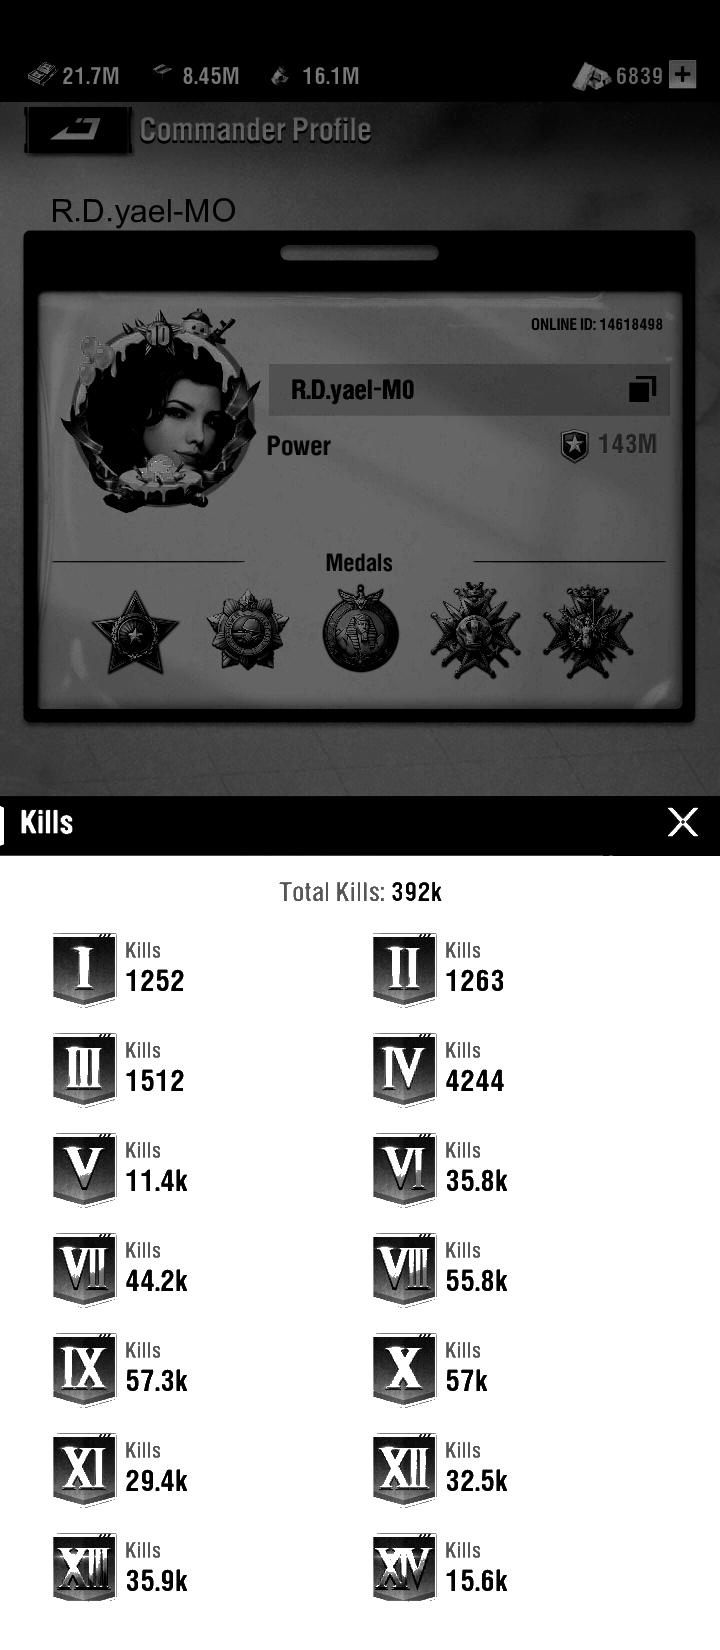 21.7M 8.45M 16.1M 6839
Commander Profile
R.D.yael-MO
10
ONLINE ID: 14618498
R.D.yael-MO
Power 143M
Medals
Kills
Total Kills: 392k
I Kills 1252
II Kills 1263
III Kills 1512
IV Kills 4244
V Kills 11.4k
VI Kills 35.8k
VII Kills 44.2k
VIII Kills 55.8k
IX Kills 57.3k
X Kills 57k
XI Kills 29.4k
XII Kills 32.5k
XIII Kills 35.9k
XIV Kills 15.6k